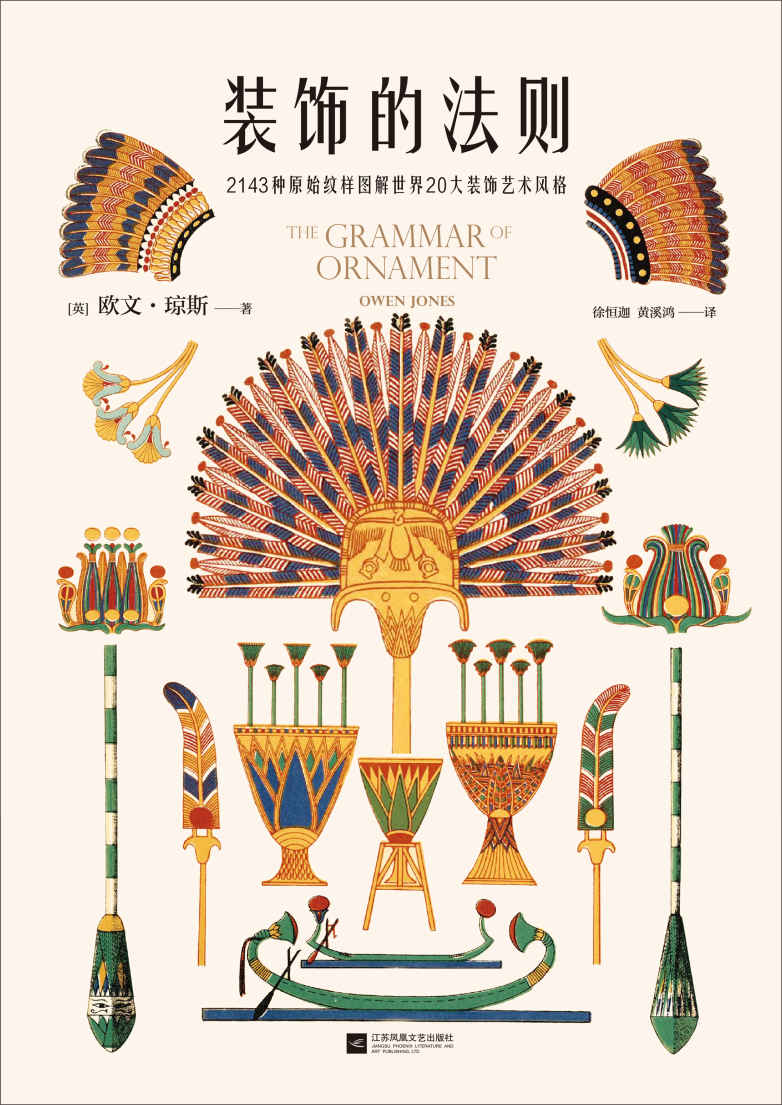 装饰的法则
2143种原始纹样图解世界20大装饰艺术风格
THE GRAMMAR OF
ORNAMENT
OWEN JONES
[英] 欧文·琼斯——著
徐恒迦 黄溪鸿——译
江苏凤凰文艺出版社
JIANGSU PHOENIX LITERATURE AND
ART PUBLISHING, LTD